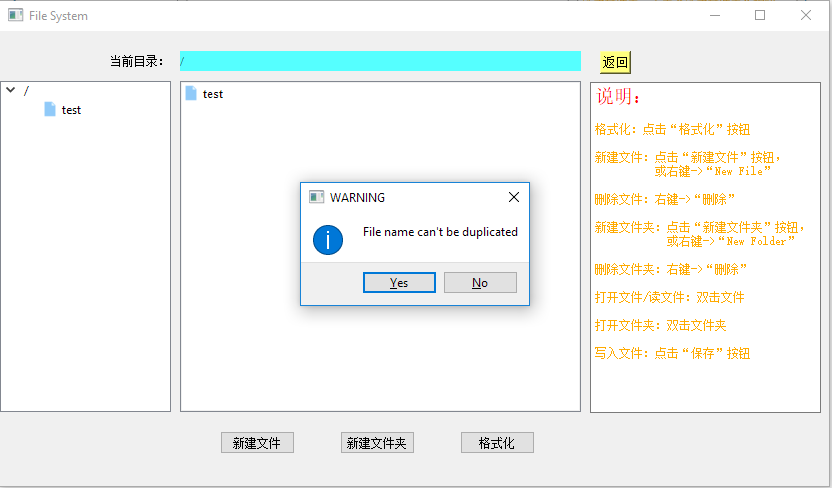 File System
当前目录：
/
返回
/
test
test
WARNING
File name can't be duplicated
Yes
No
说明：
格式化：点击“格式化”按钮
新建文件：点击“新建文件”按钮，
或右键->“New File”
删除文件：右键->“删除”
新建文件夹：点击“新建文件夹”按钮，
或右键->“New Folder”
删除文件夹：右键->“删除”
打开文件/读文件：双击文件
打开文件夹：双击文件夹
写入文件：点击“保存”按钮
新建文件
新建文件夹
格式化